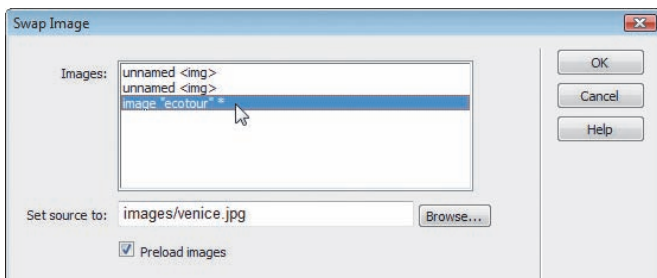 Swap Image
Images:
unnamed <img>
unnamed <img>
image "ecotour" *
OK
Cancel
Help
Set source to: images/venice.jpg Browse...
Preload images